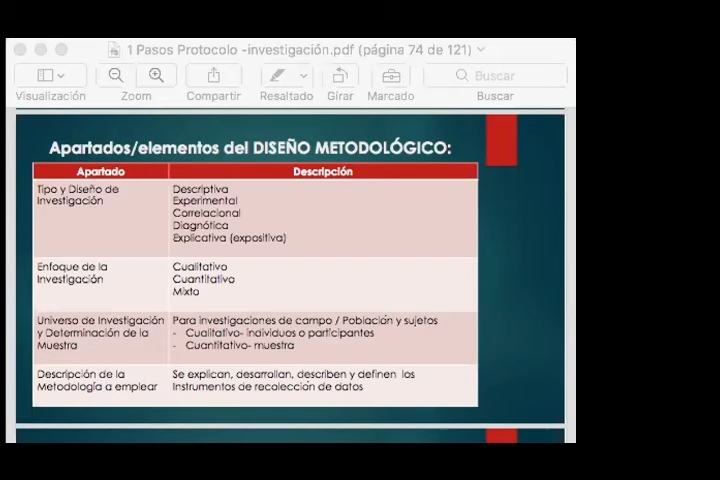 1 Pasos Protocolo -investigación.pdf (página 74 de 121)
Visualización
Zoom
Compartir
Resaltado
Girar
Marcado
Buscar
Buscar
Apartados/elementos del DISEÑO METODOLÓGICO:
Apartado
Descripción
Tipo y Diseño de
Investigación
Descriptiva
Experimental
Correlacional
Diagnótica
Explicativa (expositiva)
Enfoque de la
Investigación
Cualitativo
Cuantitativo
Mixto
Universo de Investigación
y Determinación de la
Muestra
Para investigaciones de campo / Población y sujetos
- Cualitativo- individuos o participantes
- Cuantitativo- muestra
Descripción de la
Metodología a emplear
Se explican, desarrollan, describen y definen los
Instrumentos de recolección de datos